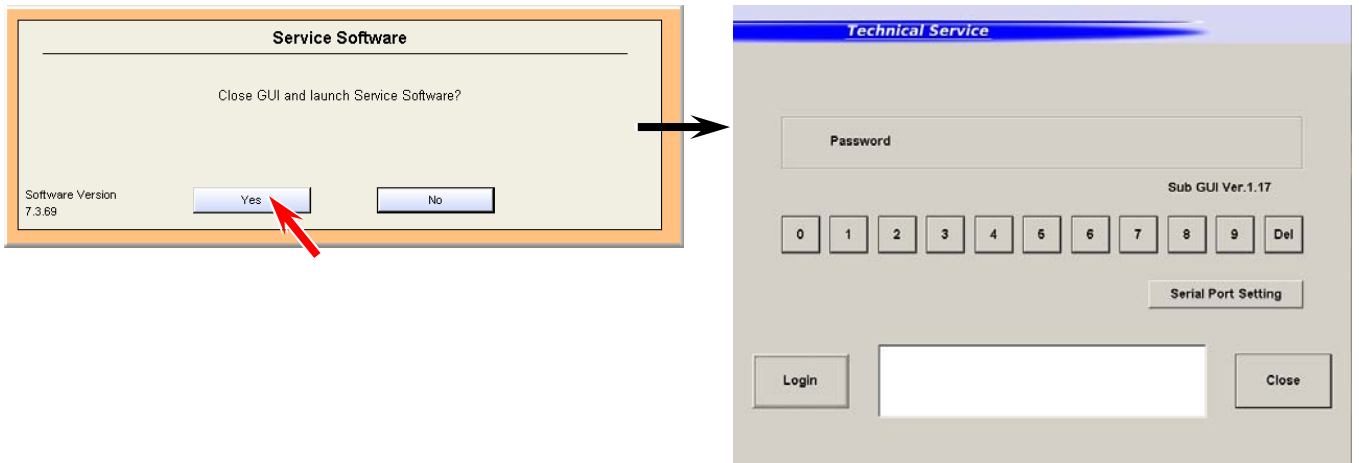 Service Software
Close GUI and launch Service Software?
Software Version
7.3.69
Yes
No
Technical Service
Password
Sub GUI Ver.1.17
0 1 2 3 4 5 6 7 8 9 Del
Serial Port Setting
Login
Close